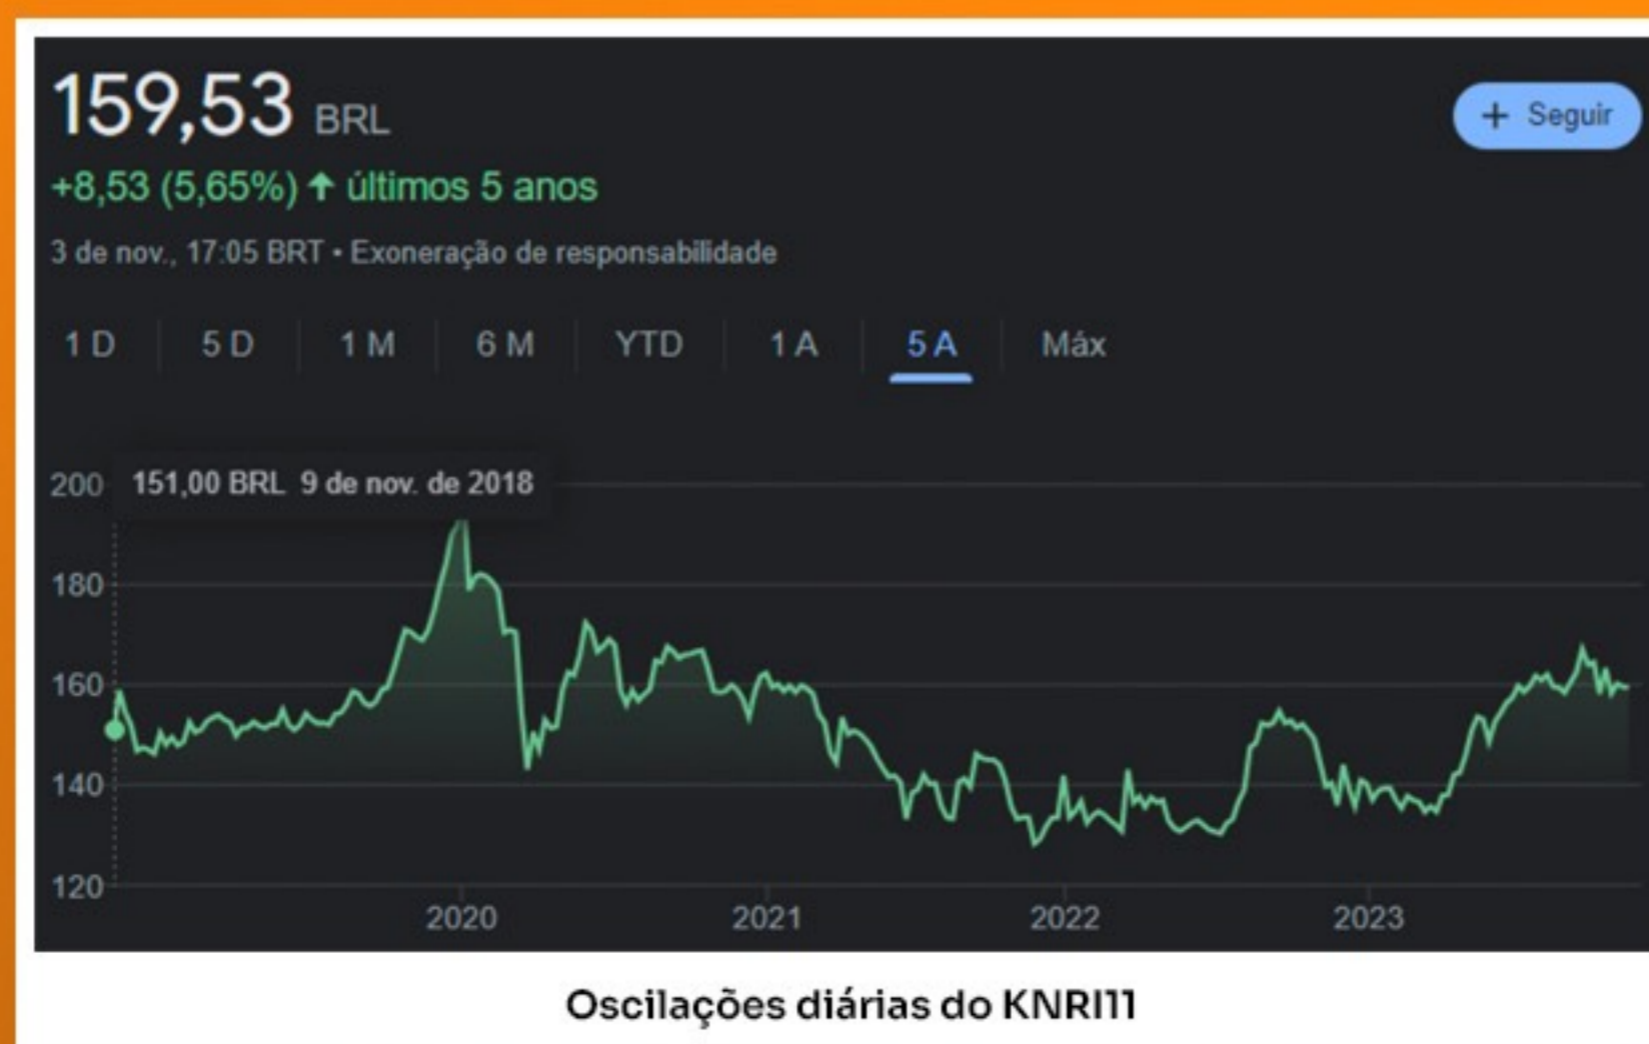 159,53 BRL
+ Seguir
+8,53 (5,65%) ↑ últimos 5 anos
3 de nov., 17:05 BRT • Exoneração de responsabilidade
1 D 5 D 1 M 6 M YTD 1 A 5 A Máx
151,00 BRL 9 de nov. de 2018
200
180
160
140
120
2020 2021 2022 2023
Oscilações diárias do KNRI11